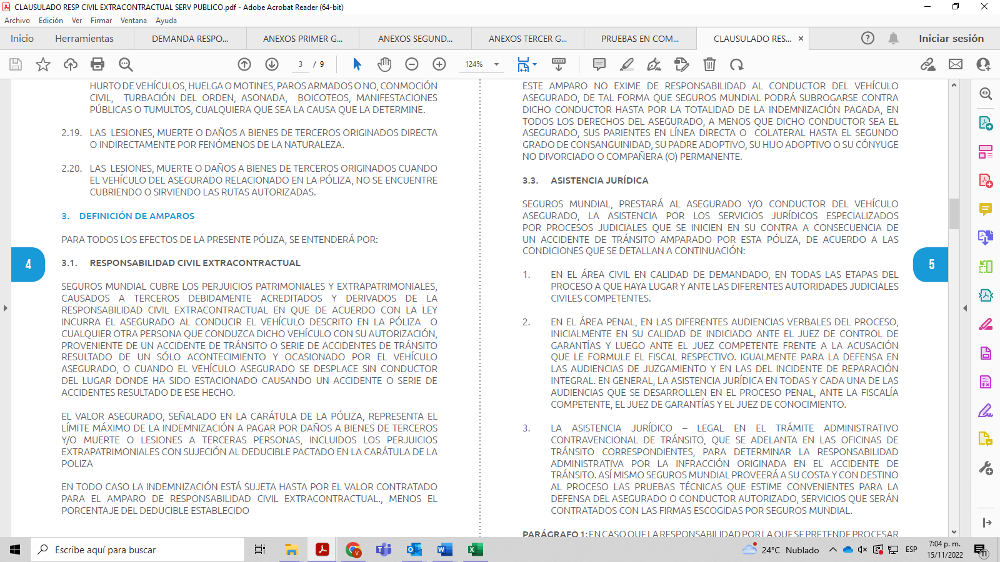 CLAUSULADO RESP CIVIL EXTRACONTRACTUAL SERV PUBLICO.pdf - Adobe Acrobat Reader (64-bit)
Archivo Edición Ver Firmar Ventana Ayuda
Inicio Herramientas DEMANDA RESPO... ANEXOS PRIMER G... ANEXOS SEGUND... ANEXOS TERCER G... PRUEBAS EN COM... CLAUSULADO RES... × Iniciar sesión
3 / 9 124%
HURTO DE VEHÍCULOS, HUELGA O MOTINES, PAROS ARMADOS O NO, CONMOCIÓN
CIVIL, TURBACIÓN DEL ORDEN, ASONADA, BOICOTEOS, MANIFESTACIONES
PÚBLICAS O TUMULTOS, CUALQUIERA QUE SEA LA CAUSA QUE LA DETERMINE.
2.19. LAS LESIONES, MUERTE O DAÑOS A BIENES DE TERCEROS ORIGINADOS DIRECTA
O INDIRECTAMENTE POR FENÓMENOS DE LA NATURALEZA.
2.20. LAS LESIONES, MUERTE O DAÑOS A BIENES DE TERCEROS ORIGINADOS CUANDO
EL VEHÍCULO DEL ASEGURADO RELACIONADO EN LA PÓLIZA, NO SE ENCUENTRE
CUBRIENDO O SIRVIENDO LAS RUTAS AUTORIZADAS.
3. DEFINICIÓN DE AMPAROS
PARA TODOS LOS EFECTOS DE LA PRESENTE PÓLIZA, SE ENTENDERÁ POR:
4
3.1. RESPONSABILIDAD CIVIL EXTRACONTRACTUAL
SEGUROS MUNDIAL CUBRE LOS PERJUICIOS PATRIMONIALES Y EXTRAPATRIMONIALES,
CAUSADOS A TERCEROS DEBIDAMENTE ACREDITADOS Y DERIVADOS DE LA
RESPONSABILIDAD CIVIL EXTRACONTRACTUAL EN QUE DE ACUERDO CON LA LEY
INCURRA EL ASEGURADO AL CONDUCIR EL VEHÍCULO DESCRITO EN LA PÓLIZA O
CUALQUIER OTRA PERSONA QUE CONDUZCA DICHO VEHÍCULO CON SU AUTORIZACIÓN,
PROVENIENTE DE UN ACCIDENTE DE TRÁNSITO O SERIE DE ACCIDENTES DE TRÁNSITO
RESULTADO DE UN SÓLO ACONTECIMIENTO Y OCASIONADO POR EL VEHÍCULO
ASEGURADO, O CUANDO EL VEHÍCULO ASEGURADO SE DESPLACE SIN CONDUCTOR
DEL LUGAR DONDE HA SIDO ESTACIONADO CAUSANDO UN ACCIDENTE O SERIE DE
ACCIDENTES RESULTADO DE ESE HECHO.
EL VALOR ASEGURADO, SEÑALADO EN LA CARÁTULA DE LA PÓLIZA, REPRESENTA EL
LÍMITE MÁXIMO DE LA INDEMNIZACIÓN A PAGAR POR DAÑOS A BIENES DE TERCEROS
Y/O MUERTE O LESIONES A TERCERAS PERSONAS, INCLUIDOS LOS PERJUICIOS
EXTRAPATRIMONIALES CON SUJECIÓN AL DEDUCIBLE PACTADO EN LA CARÁTULA DE LA
POLIZA
EN TODO CASO LA INDEMNIZACIÓN ESTÁ SUJETA HASTA POR EL VALOR CONTRATADO
PARA EL AMPARO DE RESPONSABILIDAD CIVIL EXTRACONTRACTUAL., MENOS EL
PORCENTAJE DEL DEDUCIBLE ESTABLECIDO
ESTE AMPARO NO EXIME DE RESPONSABILIDAD AL CONDUCTOR DEL VEHÍCULO
ASEGURADO, DE TAL FORMA QUE SEGUROS MUNDIAL PODRÁ SUBROGARSE CONTRA
DICHO CONDUCTOR HASTA POR LA TOTALIDAD DE LA INDEMNIZACIÓN PAGADA, EN
TODOS LOS DERECHOS DEL ASEGURADO, A MENOS QUE DICHO CONDUCTOR SEA EL
ASEGURADO, SUS PARIENTES EN LÍNEA DIRECTA O COLATERAL HASTA EL SEGUNDO
GRADO DE CONSANGUINIDAD, SU PADRE ADOPTIVO, SU HIJO ADOPTIVO O SU CÓNYUGE
NO DIVORCIADO O COMPAÑERA (O) PERMANENTE.
3.3. ASISTENCIA JURÍDICA
SEGUROS MUNDIAL, PRESTARÁ AL ASEGURADO Y/O CONDUCTOR DEL VEHÍCULO
ASEGURADO, LA ASISTENCIA POR LOS SERVICIOS JURÍDICOS ESPECIALIZADOS
POR PROCESOS JUDICIALES QUE SE INICIEN EN SU CONTRA A CONSECUENCIA DE
UN ACCIDENTE DE TRÁNSITO AMPARADO POR ESTA PÓLIZA, DE ACUERDO A LAS
CONDICIONES QUE SE DETALLAN A CONTINUACIÓN:
5
1. EN EL ÁREA CIVIL EN CALIDAD DE DEMANDADO, EN TODAS LAS ETAPAS DEL
PROCESO A QUE HAYA LUGAR Y ANTE LAS DIFERENTES AUTORIDADES JUDICIALES
CIVILES COMPETENTES.
2. EN EL ÁREA PENAL, EN LAS DIFERENTES AUDIENCIAS VERBALES DEL PROCESO,
INICIALMENTE EN SU CALIDAD DE INDICIADO ANTE EL JUEZ DE CONTROL DE
GARANTÍAS Y LUEGO ANTE EL JUEZ COMPETENTE FRENTE A LA ACUSACIÓN
QUE LE FORMULE EL FISCAL RESPECTIVO. IGUALMENTE PARA LA DEFENSA EN
LAS AUDIENCIAS DE JUZGAMIENTO Y EN LAS DEL INCIDENTE DE REPARACIÓN
INTEGRAL. EN GENERAL, LA ASISTENCIA JURÍDICA EN TODAS Y CADA UNA DE LAS
AUDIENCIAS QUE SE DESARROLLEN EN EL PROCESO PENAL, ANTE LA FISCALÍA
COMPETENTE, EL JUEZ DE GARANTÍAS Y EL JUEZ DE CONOCIMIENTO.
3. LA ASISTENCIA JURÍDICO – LEGAL EN EL TRÁMITE ADMINISTRATIVO
CONTRAVENCIONAL DE TRÁNSITO, QUE SE ADELANTA EN LAS OFICINAS DE
TRÁNSITO CORRESPONDIENTES, PARA DETERMINAR LA RESPONSABILIDAD
ADMINISTRATIVA POR LA INFRACCIÓN ORIGINADA EN EL ACCIDENTE DE
TRÁNSITO. ASÍ MISMO SEGUROS MUNDIAL PROVEERÁ A SU COSTA Y CON DESTINO
AL PROCESO LAS PRUEBAS TÉCNICAS QUE ESTIME CONVENIENTES PARA LA
DEFENSA DEL ASEGURADO O CONDUCTOR AUTORIZADO, SERVICIOS QUE SERÁN
CONTRATADOS CON LAS FIRMAS ESCOGIDAS POR SEGUROS MUNDIAL.
PARÁGRAFO 1: EN CASO QUE LA RESPONSABILIDAD POR LA QUE SE PRETENDE PROCESAR
Escribe aquí para buscar
24°C Nublado
ESP
7:04 p. m.
15/11/2022
11